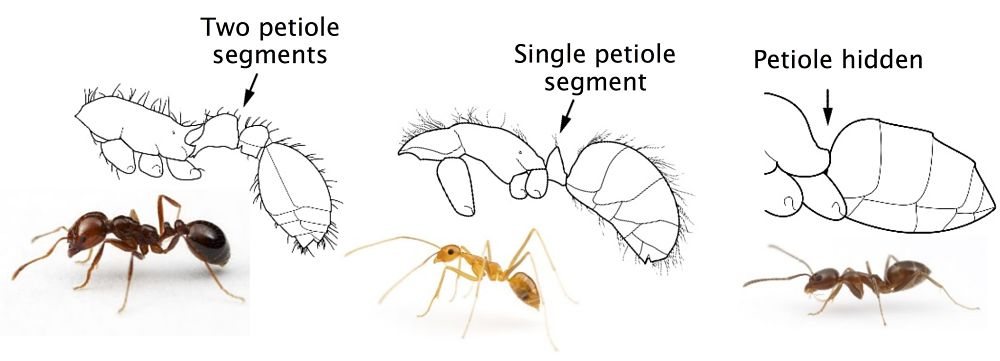 Two petiole
segments
Single petiole
segment
Petiole hidden